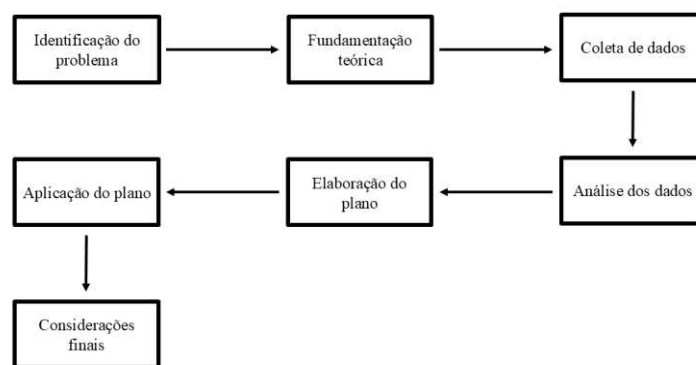 Identificação do
problema
Fundamentação
teórica
Coleta de dados
Análise dos dados
Elaboração do
plano
Aplicação do plano
Considerações
finais